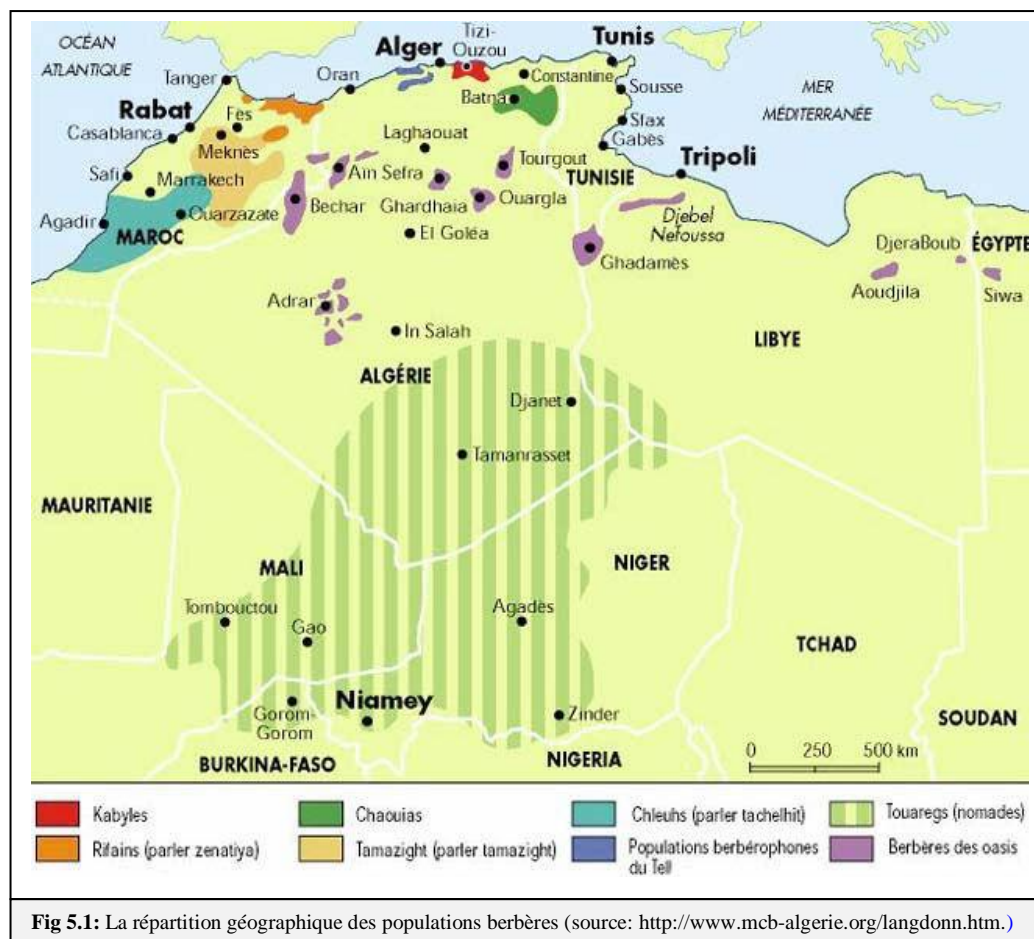 OCÉAN
ATLANTIQUE
Tizi-
Ouzou
Alger
Tunis
Tanger
Oran
Constantine
Batna
Sousse
MER
MÉDITERRANÉE
Rabat
Fès
Casablanca
Meknès
Laghaouat
Sfax
Gabès
Safi
Marrakech
Aïn Sefra
Tourgout
TUNISIE
Tripoli
Agadir
Ouarzazate
Bechar
Ghardhaia
Ouargla
Djebel
Nefoussa
MAROC
El Goléa
Ghadamès
DjeraBoub
ÉGYPTE
Aoudjila
Siwa
Adrar
In Salah
LIBYE
ALGÉRIE
Djanet
Tamanrasset
MAURITANIE
MALI
NIGER
Tombouctou
Gao
Agadès
TCHAD
Niamey
Gorom-
Gorom
Zinder
SOUDAN
BURKINA-FASO
NIGERIA
0 250 500 km
Kabyles
Chaouias
Chleuhs (parler tachelhit)
Touaregs (nomades)
Rifains (parler zenatiya)
Tamazight (parler tamazight)
Populations berbérophones
du Tell
Berbères des oasis
Fig 5.1: La répartition géographique des populations berbères (source: http://www.mcb-algerie.org/langdonn.htm.)